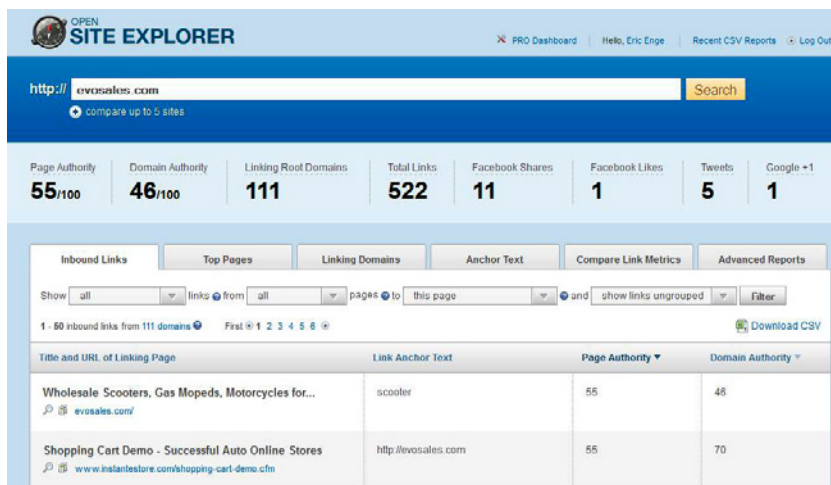 OPEN
SITE EXPLORER
PRO Dashboard | Hello, Eric Enge | Recent CSV Reports Log Out
http:// evosales.com Search
compare up to 5 sites
Page Authority Domain Authority Linking Root Domains Total Links Facebook Shares Facebook Likes Tweets Google +1
55/100 46/100 111 522 11 1 5 1
Inbound Links Top Pages Linking Domains Anchor Text Compare Link Metrics Advanced Reports
Show all links from all pages to this page and show links ungrouped Filter
1 - 50 inbound links from 111 domains First 1 2 3 4 5 6 Download CSV
Title and URL of Linking Page Link Anchor Text Page Authority Domain Authority
Wholesale Scooters, Gas Mopeds, Motorcycles for... scooter 55 46
evosales.com/
Shopping Cart Demo - Successful Auto Online Stores http://evosales.com 55 70
www.instantestore.com/shopping-cart-demo.cfm